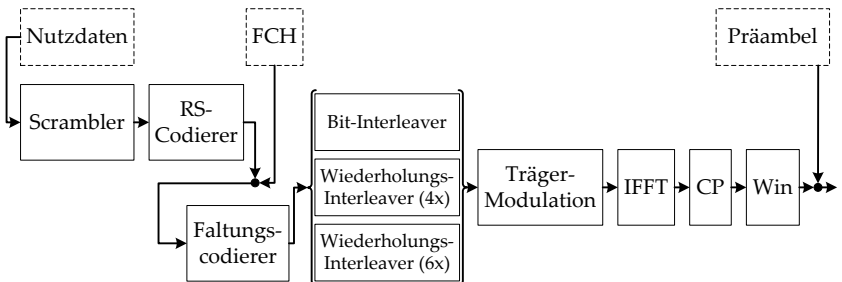 Nutzdaten
FCH
Präambel
Scrambler
RS-
Codierer
Bit-Interleaver
Wiederholungs-
Interleaver (4x)
Wiederholungs-
Interleaver (6x)
Faltungs-
codierer
Träger-
Modulation
IFFT
CP
Win